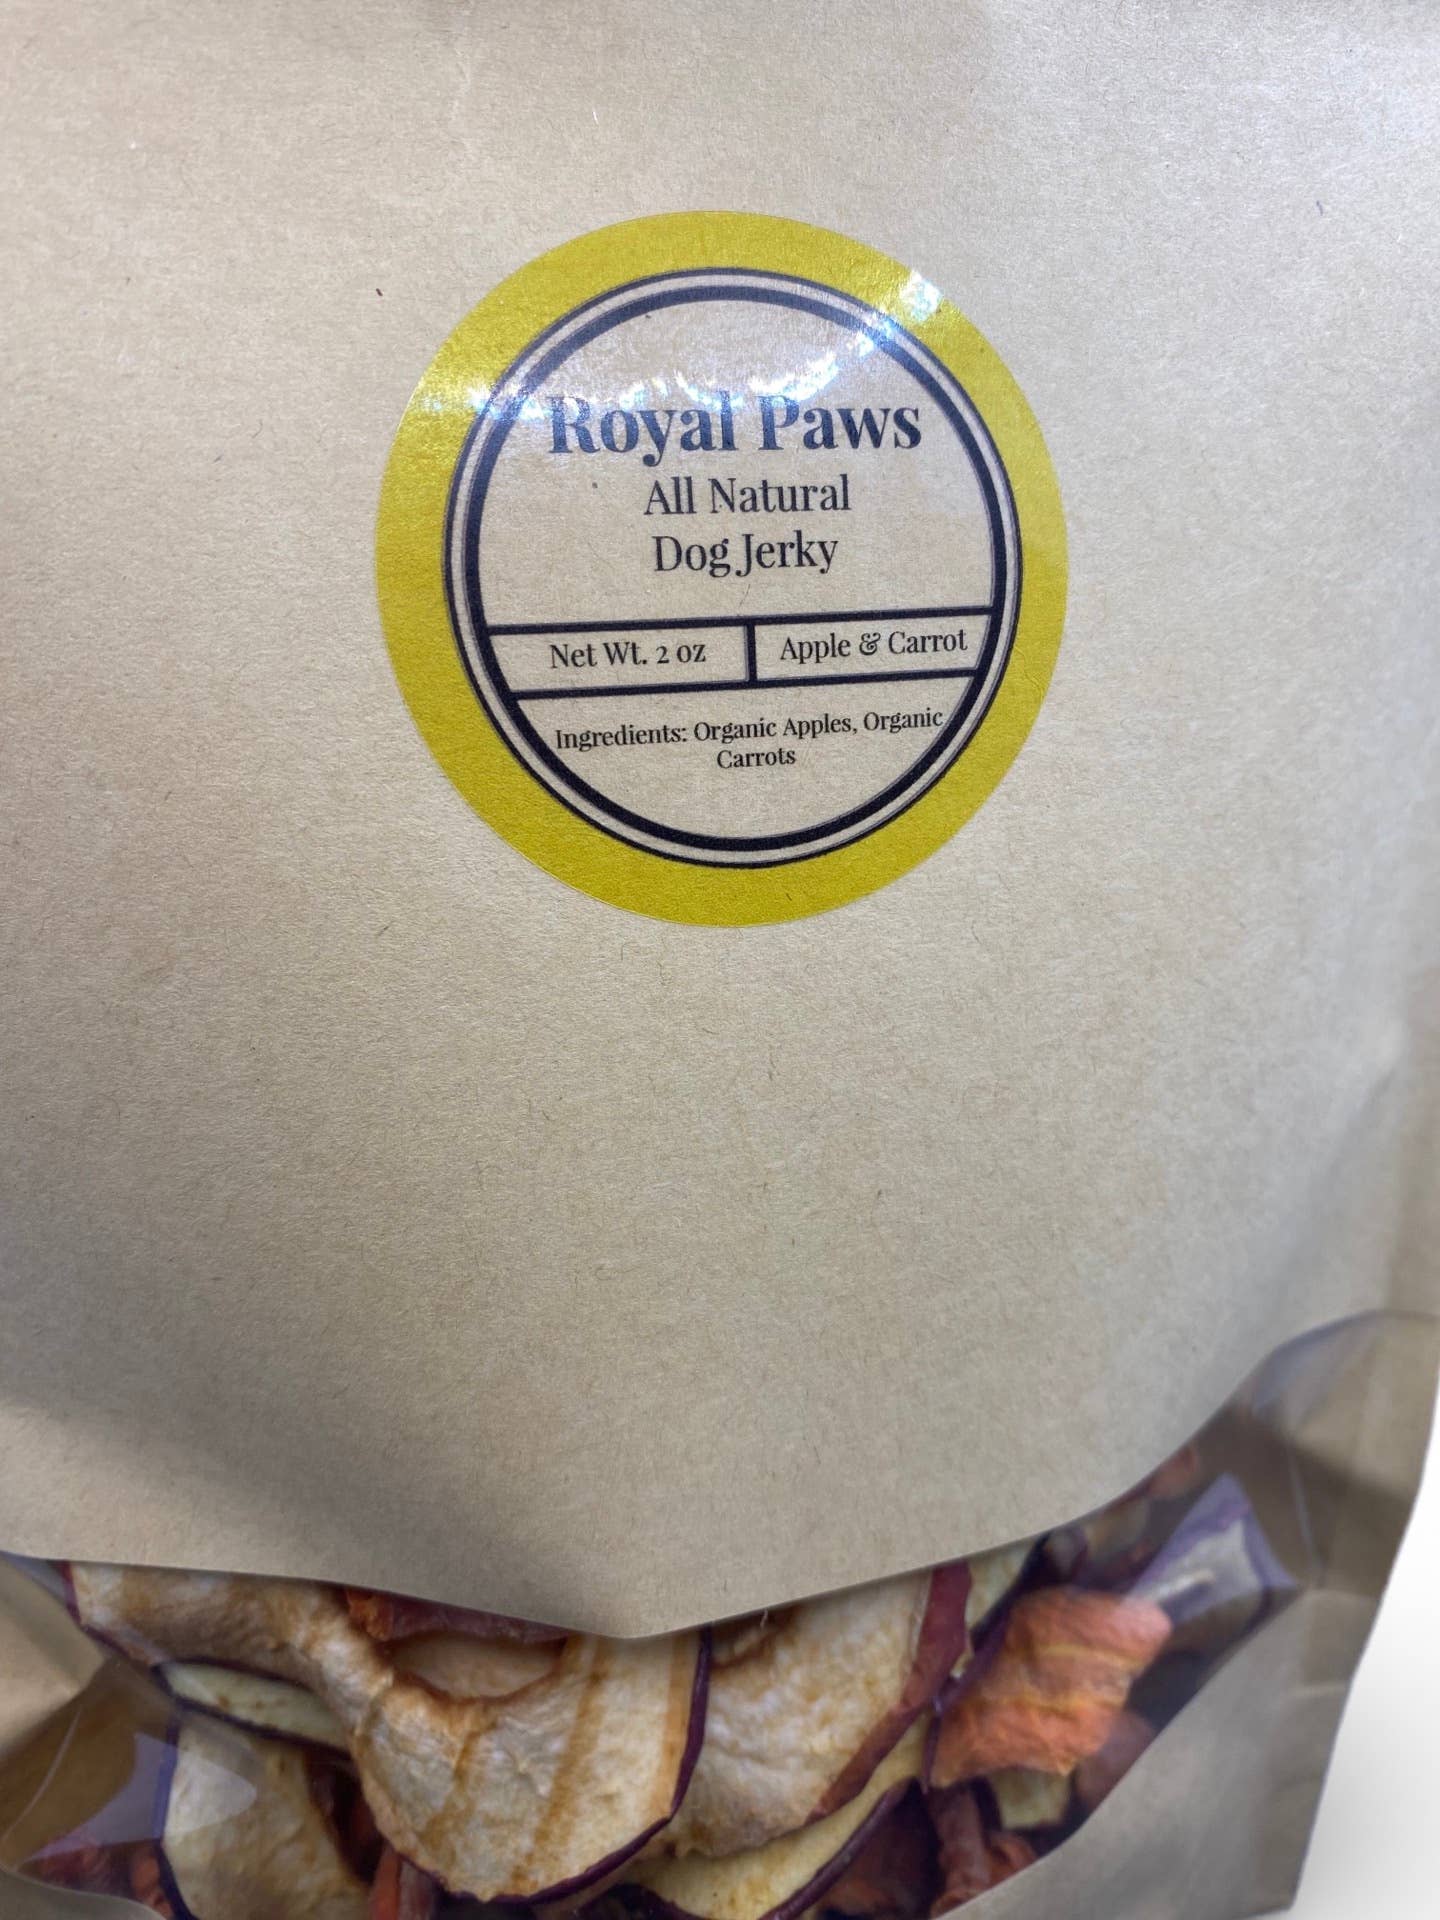 Royal Paws
All Natural
Dog Jerky
Net Wt. 2 oz
Apple & Carrot
Ingredients: Organic Apples, Organic
Carrots